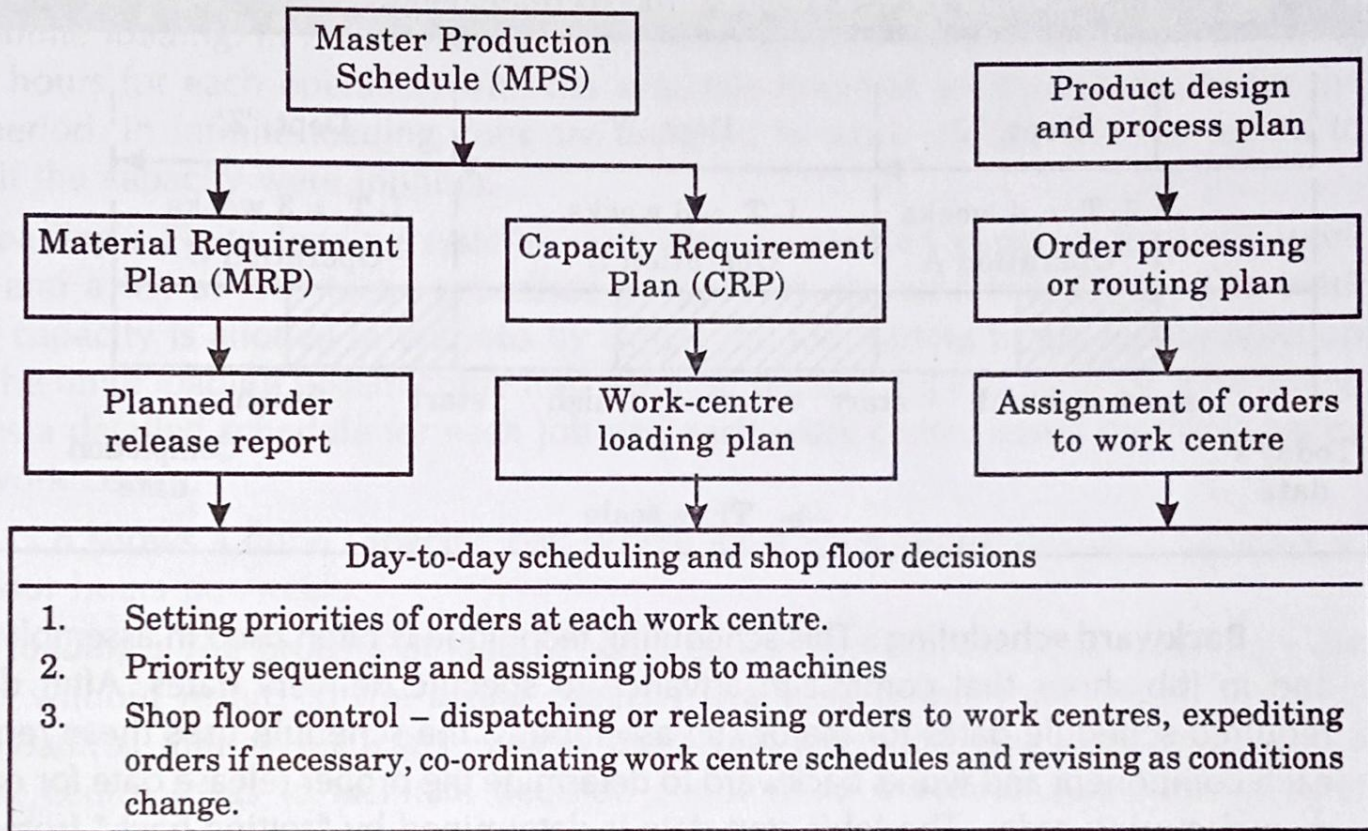 Master Production
Schedule (MPS)
Product design
and process plan
Material Requirement
Plan (MRP)
Capacity Requirement
Plan (CRP)
Order processing
or routing plan
Planned order
release report
Work-centre
loading plan
Assignment of orders
to work centre
Day-to-day scheduling and shop floor decisions
1. Setting priorities of orders at each work centre.
2. Priority sequencing and assigning jobs to machines
3. Shop floor control – dispatching or releasing orders to work centres, expediting
orders if necessary, co-ordinating work centre schedules and revising as conditions
change.